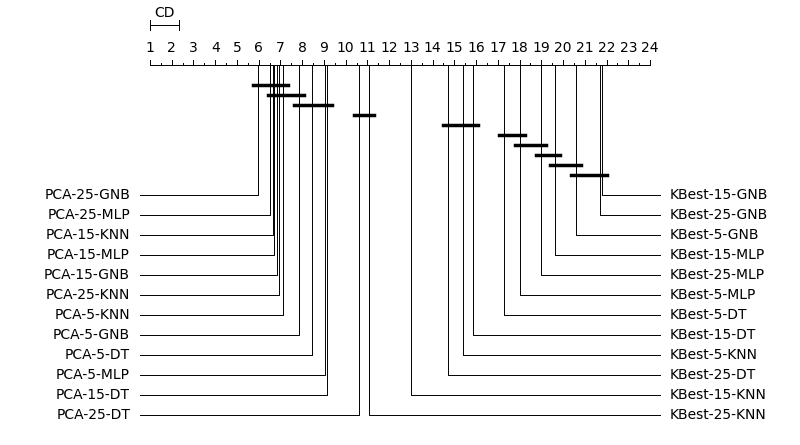 CD
1 2 3 4 5 6 7 8 9 10 11 12 13 14 15 16 17 18 19 20 21 22 23 24
PCA-25-GNB KBest-15-GNB
PCA-25-MLP KBest-25-GNB
PCA-15-KNN KBest-5-GNB
PCA-15-MLP KBest-15-MLP
PCA-15-GNB KBest-25-MLP
PCA-25-KNN KBest-5-MLP
PCA-5-KNN KBest-5-DT
PCA-5-GNB KBest-15-DT
PCA-5-DT KBest-5-KNN
PCA-5-MLP KBest-25-DT
PCA-15-DT KBest-15-KNN
PCA-25-DT KBest-25-KNN